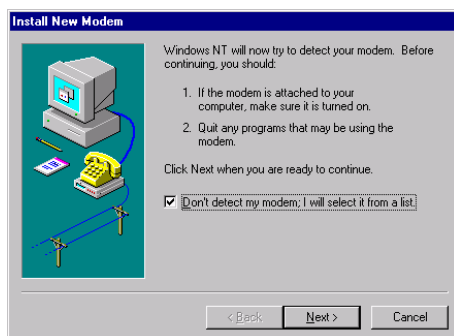 Install New Modem
Windows NT will now try to detect your modem. Before
continuing, you should:
1. If the modem is attached to your
computer, make sure it is turned on.
2. Quit any programs that may be using the
modem.
Click Next when you are ready to continue.
Don't detect my modem; I will select it from a list.
< Back
Next >
Cancel